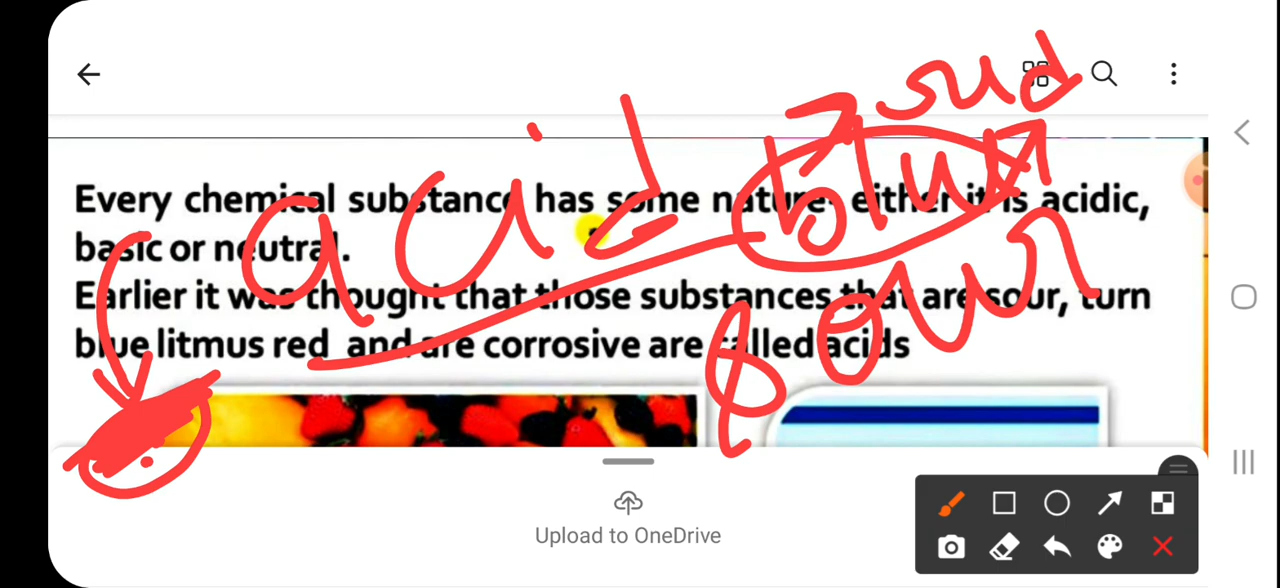 sud
acid
blue
Every chemical substance has some nature either it is acidic,
basic or neutral.
sour
Earlier it was thought that those substances that are sour, turn
blue litmus red and are corrosive are called acids
Upload to OneDrive